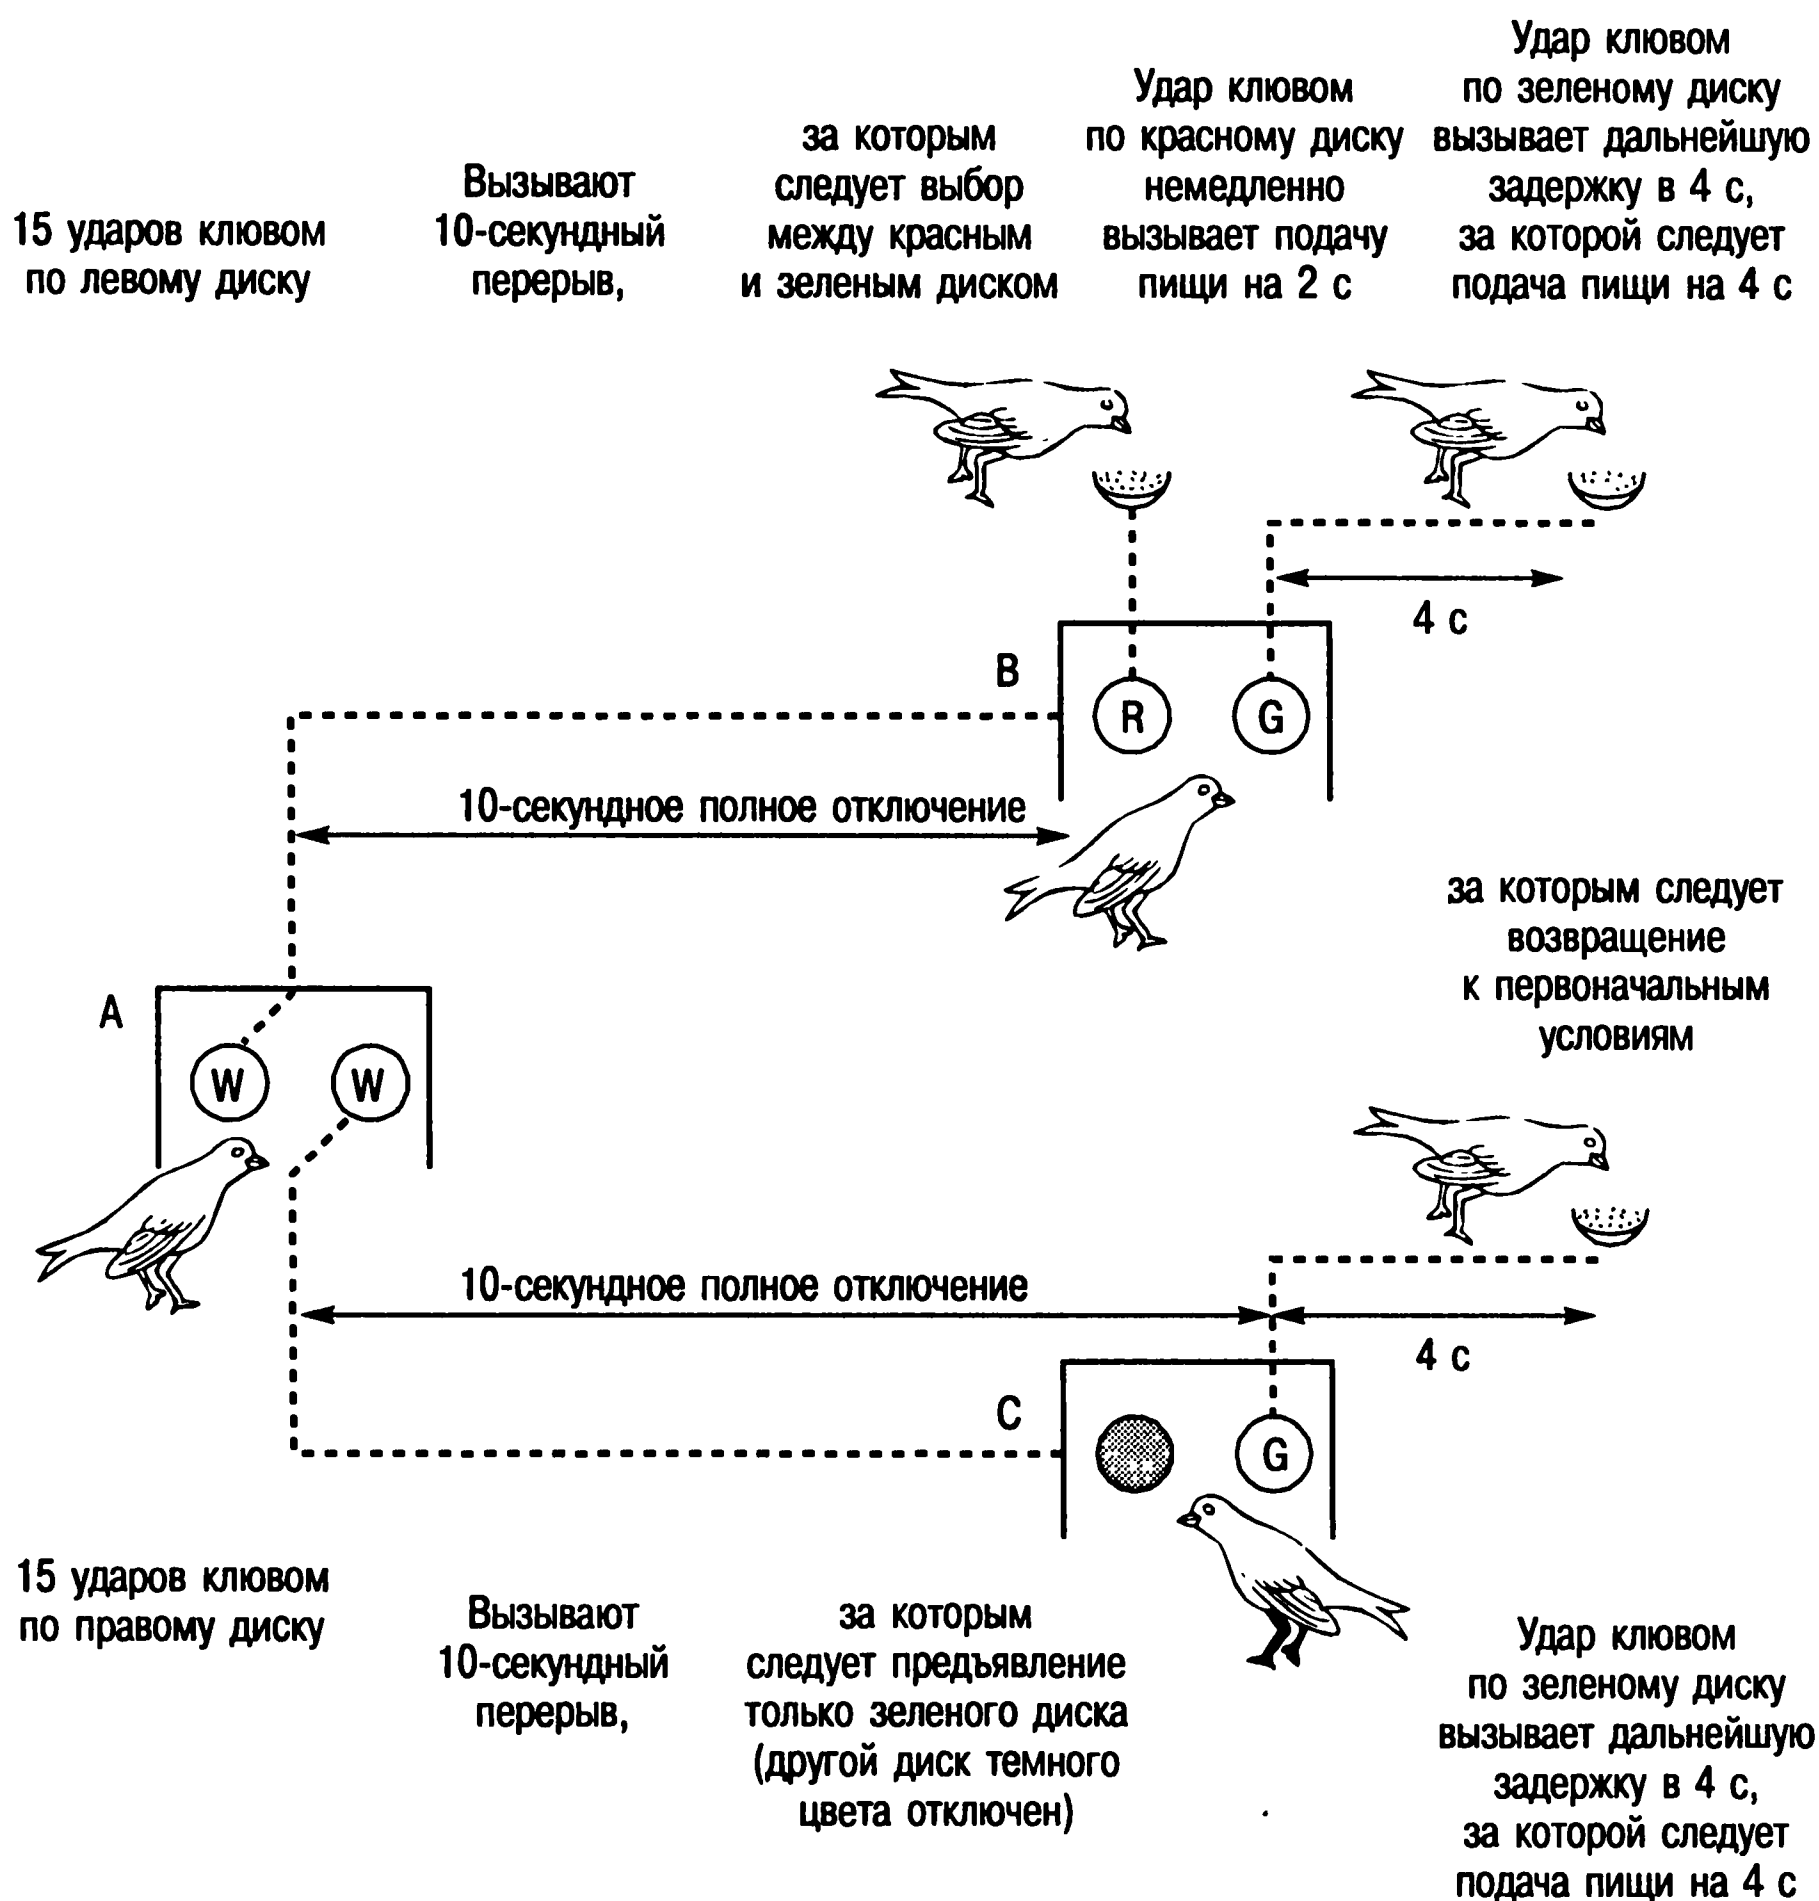 15 ударов клювом
по левому диску
Вызывают
10-секундный
перерыв,
за которым
следует выбор
между красным
и зеленым диском
Удар клювом
по красному диску
немедленно
вызывает подачу
пищи на 2 с
Удар клювом
по зеленому диску
вызывает дальнейшую
задержку в 4 с,
за которой следует
подача пищи на 4 с
4 с
B
R
G
10-секундное полное отключение
за которым следует
возвращение
к первоначальным
условиям
A
W
W
10-секундное полное отключение
4 с
C
G
15 ударов клювом
по правому диску
Вызывают
10-секундный
перерыв,
за которым
следует предъявление
только зеленого диска
(другой диск темного
цвета отключен)
Удар клювом
по зеленому диску
вызывает дальнейшую
задержку в 4 с,
за которой следует
подача пищи на 4 с